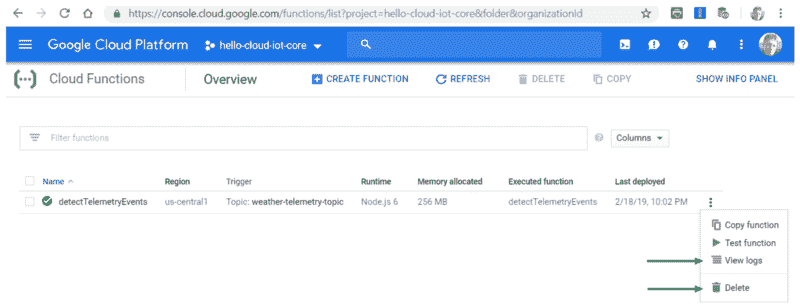 https://console.cloud.google.com/functions/list?project=hello-cloud-iot-core&folder&organizationId
Google Cloud Platform hello-cloud-iot-core
Cloud Functions Overview CREATE FUNCTION REFRESH DELETE COPY SHOW INFO PANEL
Filter functions Columns
Name Region Trigger Runtime Memory allocated Executed function Last deployed
detectTelemetryEvents us-central1 Topic: weather-telemetry-topic Node.js 6 256 MB detectTelemetryEvents 2/18/19, 10:02 PM
Copy function
Test function
View logs
Delete